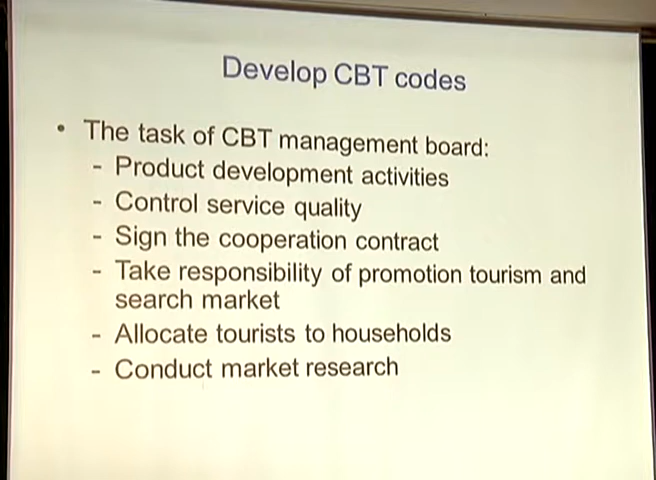 Develop CBT codes
• The task of CBT management board:
- Product development activities
- Control service quality
- Sign the cooperation contract
- Take responsibility of promotion tourism and
search market
- Allocate tourists to households
- Conduct market research